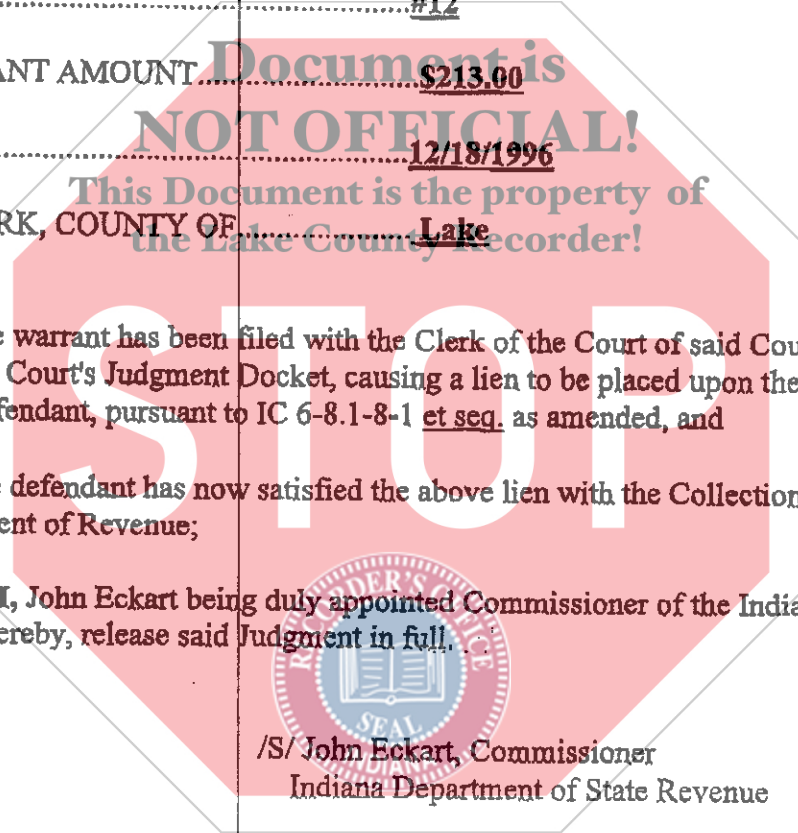 #12
ANT AMOUNT $213.00
12/18/1996
RK, COUNTY OF Lake
Document is
NOT OFFICIAL!
This Document is the property of
the Lake County Recorder!
STOP
e warrant has been filed with the Clerk of the Court of said Cou
Court's Judgment Docket, causing a lien to be placed upon the
fendant, pursuant to IC 6-8.1-8-1 et seq. as amended, and
e defendant has now satisfied the above lien with the Collection
ent of Revenue;
I, John Eckart being duly appointed Commissioner of the India
ereby, release said Judgment in full.
RECORDER'S OFFICE
SEAL
INDIANA
/S/ John Eckart, Commissioner
Indiana Department of State Revenue